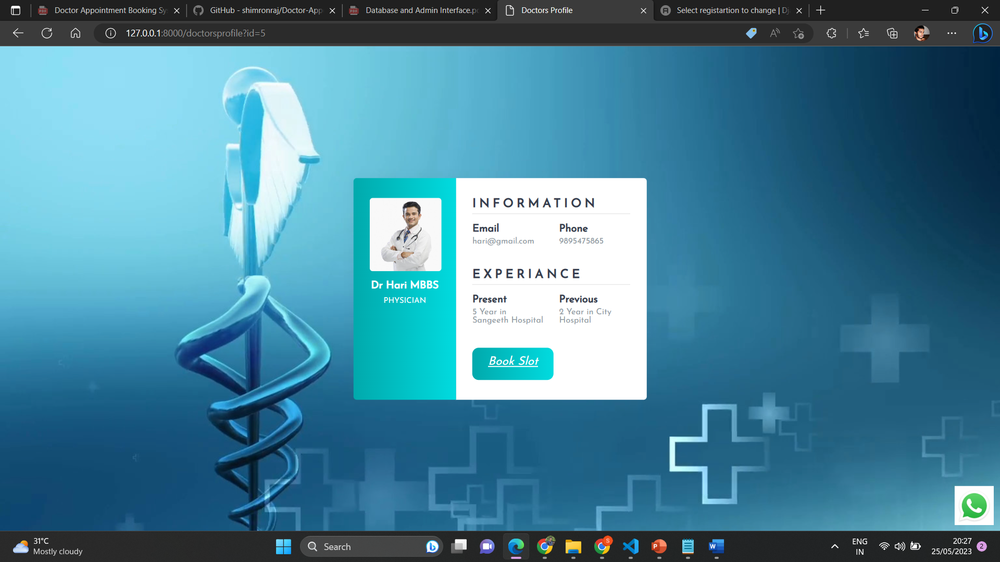 Doctor Appointment Booking Sy
GitHub - shimronraj/Doctor-App
Database and Admin Interface.p
Doctors Profile
Select registartion to change | Dj
127.0.0.1:8000/doctorsprofile?id=5
INFORMATION
Email
Phone
hari@gmail.com
9895475865
Dr Hari MBBS
PHYSICIAN
EXPERIANCE
Present
Previous
5 Year in
Sangeeth Hospital
2 Year in City
Hospital
Book Slot
31°C
Mostly cloudy
Search
ENG
IN
20:27
25/05/2023
2